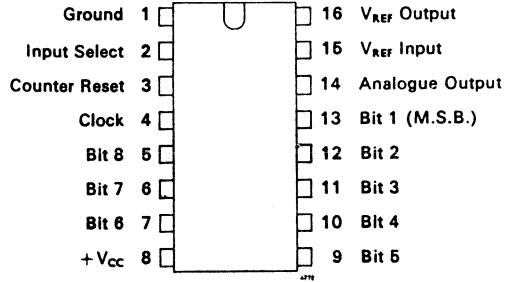 Ground 1 16 VREF Output
Input Select 2 15 VREF Input
Counter Reset 3 14 Analogue Output
Clock 4 13 Bit 1 (M.S.B.)
Bit 8 5 12 Bit 2
Bit 7 6 11 Bit 3
Bit 6 7 10 Bit 4
+VCC 8 9 Bit 5